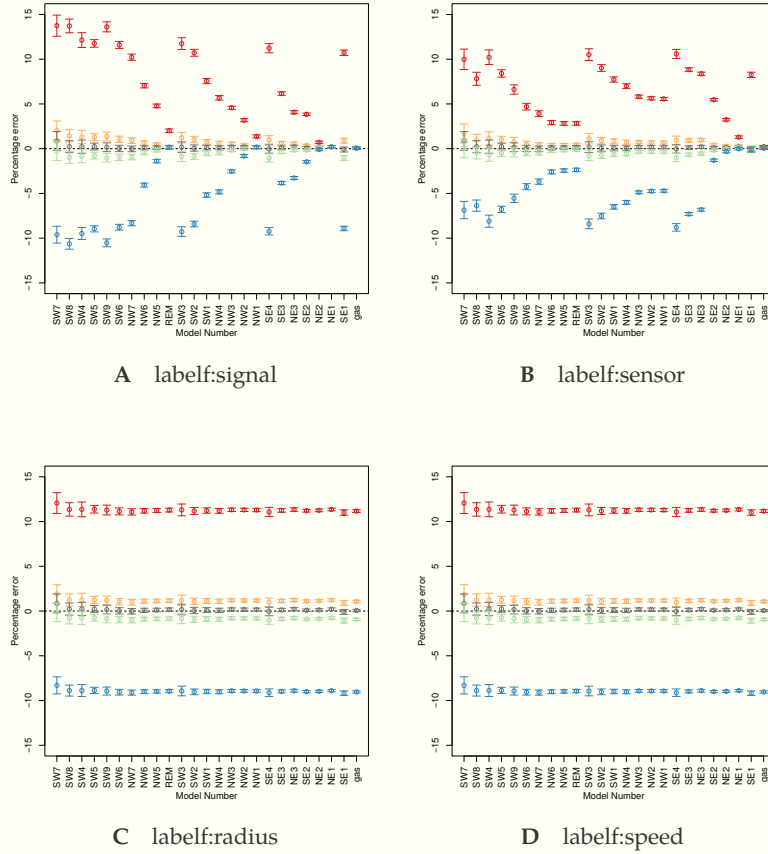 15
10
5
0
−5
−10
−15
Percentage error
SW7 SW8 SW4 SW5 SW9 SW6 NW7 NW6 NW5 REM SW3 SW2 SW1 NW4 NW3 NW2 NW1 SE4 SE3 NE3 SE2 NE2 NE1 SE1 gas
Model Number
A labelf:signal
15
10
5
0
−5
−10
−15
Percentage error
SW7 SW8 SW4 SW5 SW9 SW6 NW7 NW6 NW5 REM SW3 SW2 SW1 NW4 NW3 NW2 NW1 SE4 SE3 NE3 SE2 NE2 NE1 SE1 gas
Model Number
B labelf:sensor
15
10
5
0
−5
−10
−15
Percentage error
SW7 SW8 SW4 SW5 SW9 SW6 NW7 NW6 NW5 REM SW3 SW2 SW1 NW4 NW3 NW2 NW1 SE4 SE3 NE3 SE2 NE2 NE1 SE1 gas
Model Number
C labelf:radius
15
10
5
0
−5
−10
−15
Percentage error
SW7 SW8 SW4 SW5 SW9 SW6 NW7 NW6 NW5 REM SW3 SW2 SW1 NW4 NW3 NW2 NW1 SE4 SE3 NE3 SE2 NE2 NE1 SE1 gas
Model Number
D labelf:speed